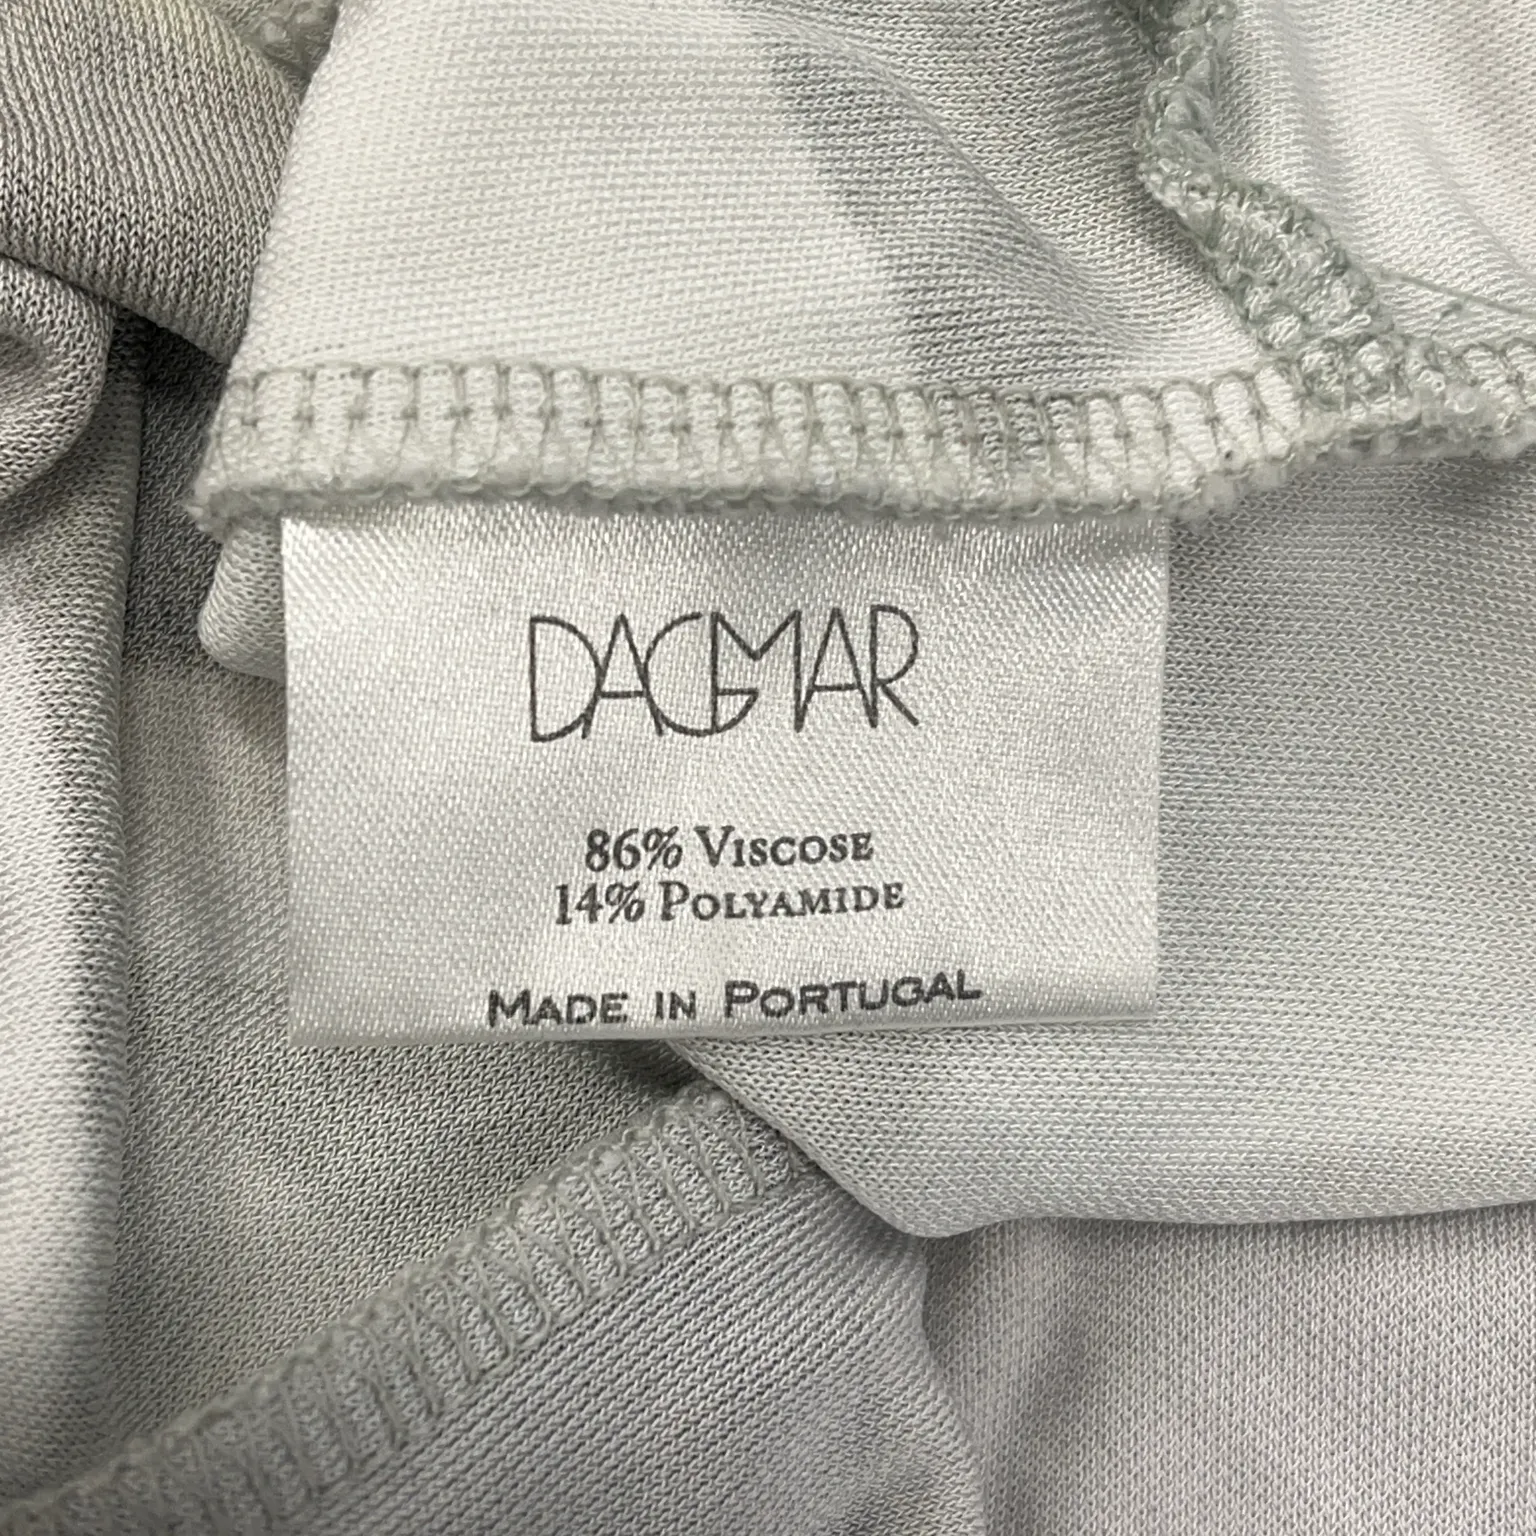 DAGMAR
86% VISCOSE
14% POLYAMIDE
MADE IN PORTUGAL